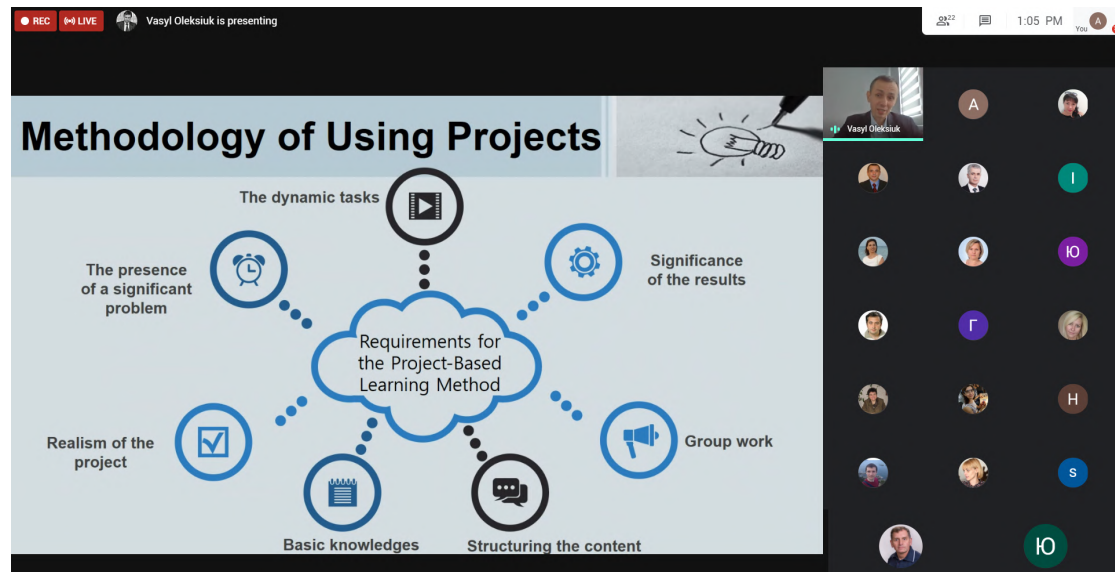 REC
LIVE
Vasyl Oleksiuk is presenting
22
1:05 PM
You
A
Methodology of Using Projects
The dynamic tasks
The presence
of a significant
problem
Significance
of the results
Requirements for
the Project-Based
Learning Method
Realism of the
project
Group work
Basic knowledges
Structuring the content
Vasyl Oleksiuk
A
І
Ю
Г
Н
S
Ю